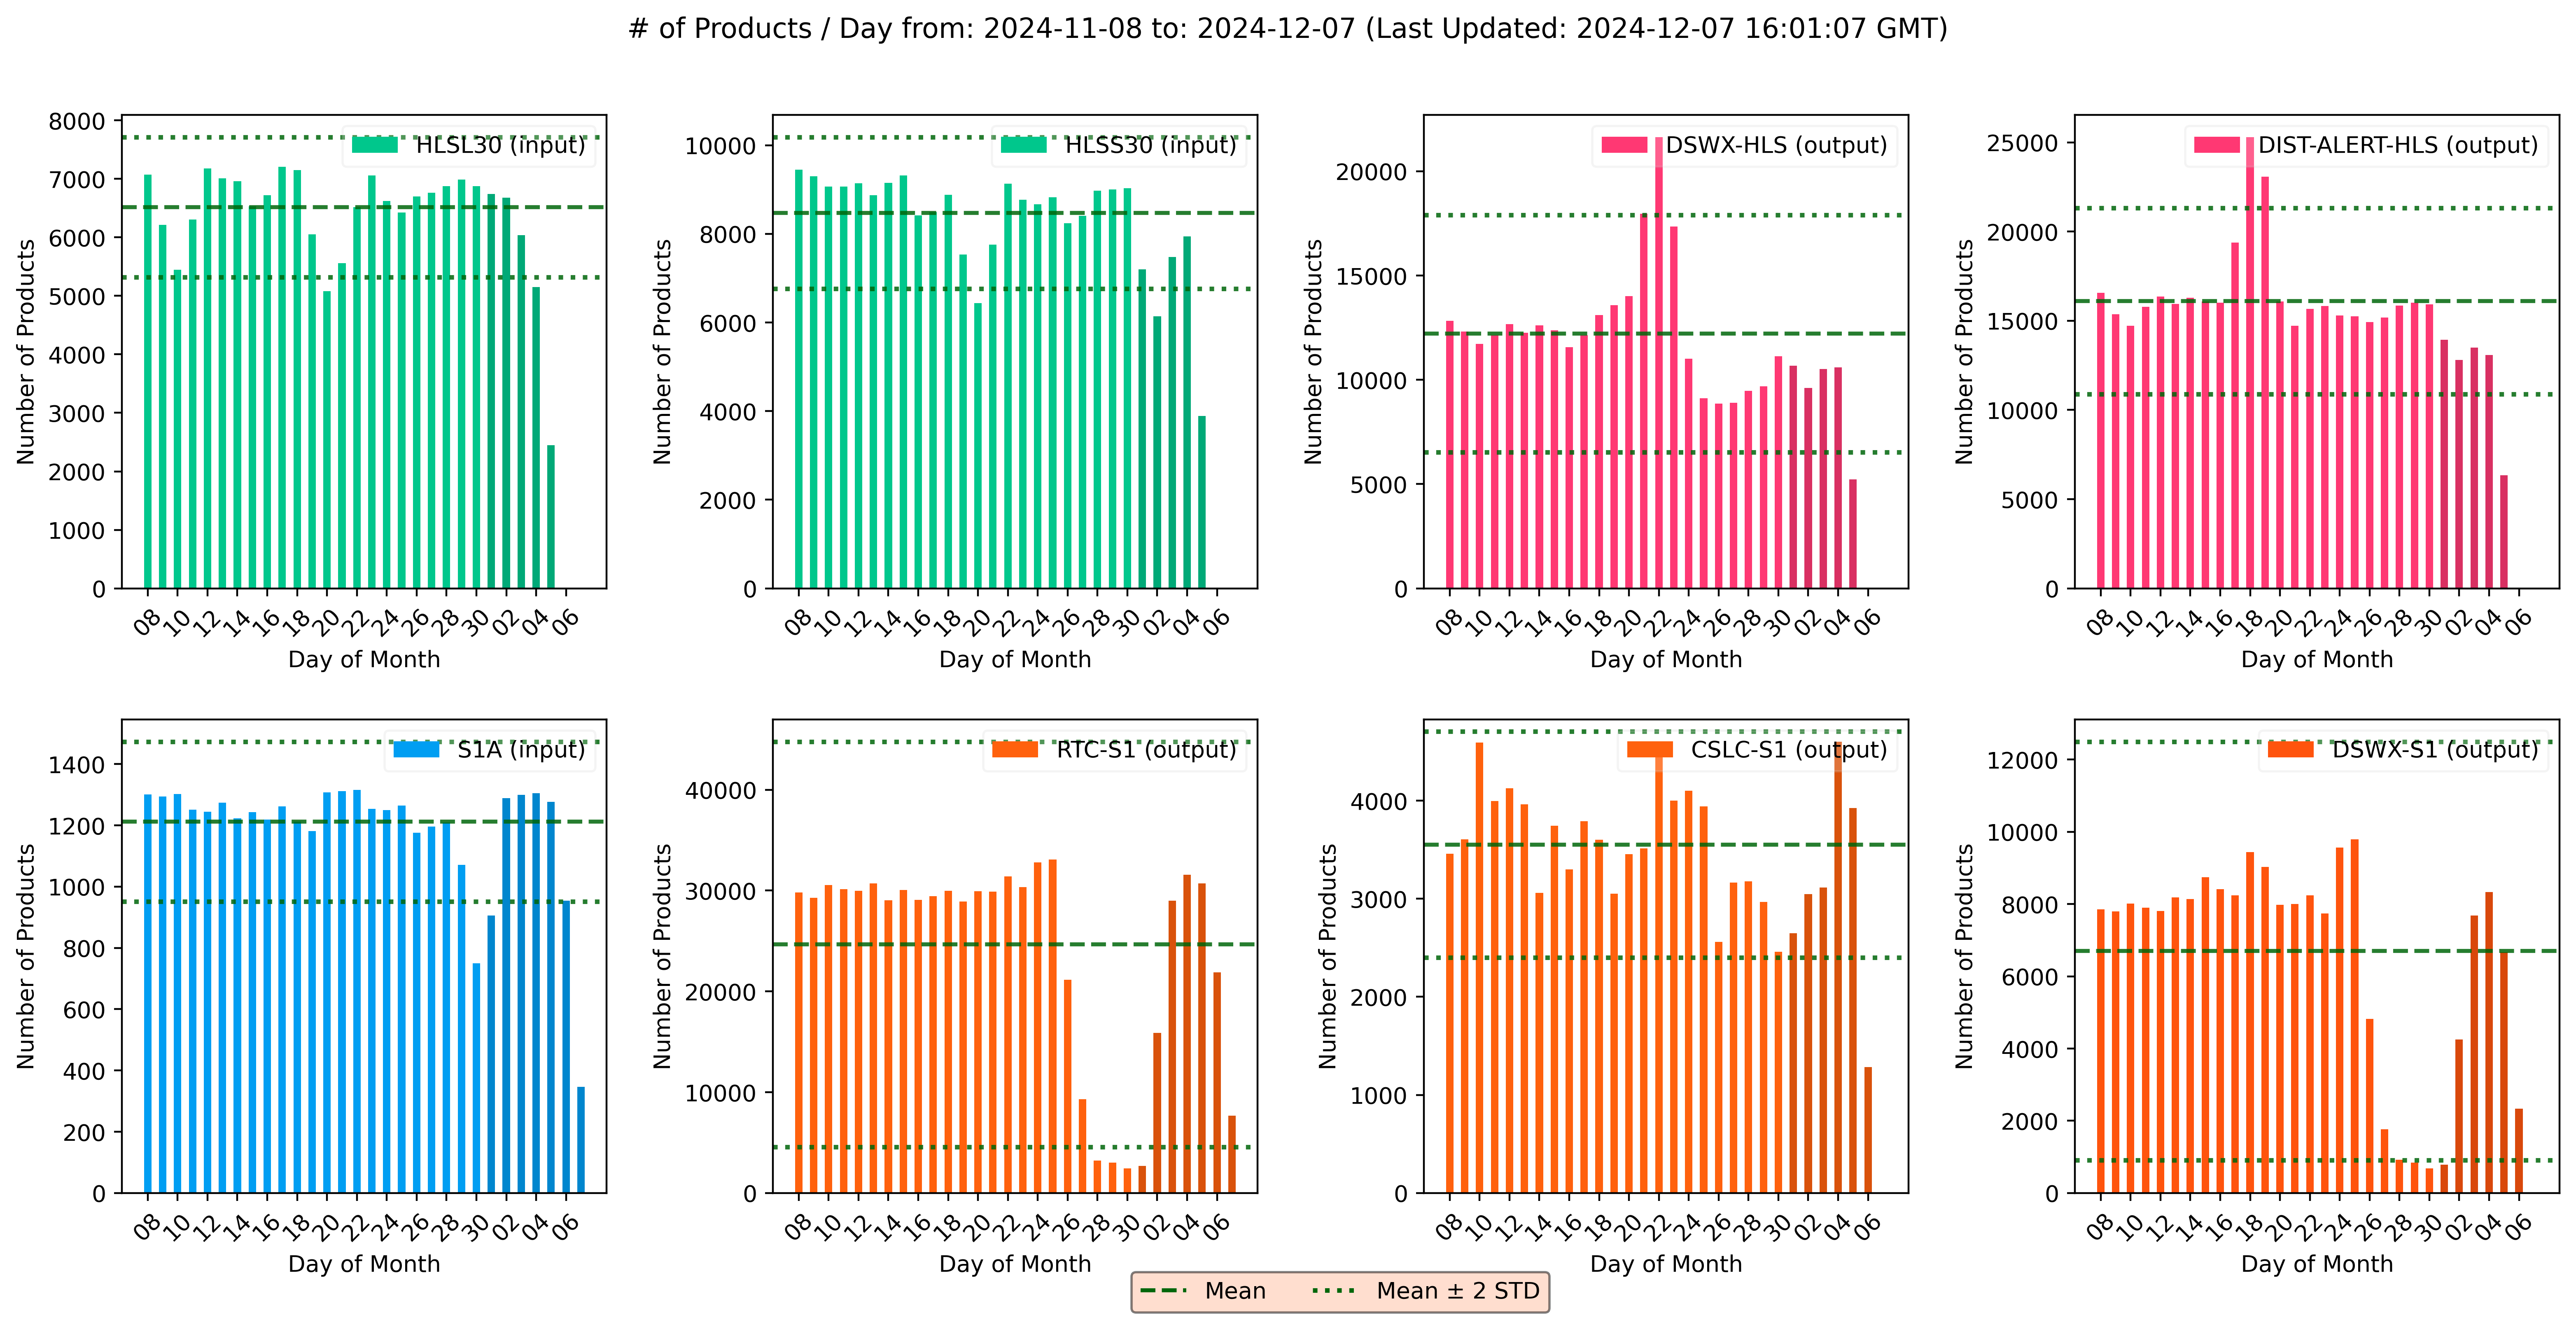 # of Products / Day from: 2024-11-08 to: 2024-12-07 (Last Updated: 2024-12-07 16:01:07 GMT)
HLSL30 (input)
Number of Products
8000
7000
6000
5000
4000
3000
2000
1000
0
08 10 12 14 16 18 20 22 24 26 28 30 02 04 06
Day of Month
HLSS30 (input)
Number of Products
10000
8000
6000
4000
2000
0
08 10 12 14 16 18 20 22 24 26 28 30 02 04 06
Day of Month
DSWX-HLS (output)
Number of Products
20000
15000
10000
5000
0
08 10 12 14 16 18 20 22 24 26 28 30 02 04 06
Day of Month
DIST-ALERT-HLS (output)
Number of Products
25000
20000
15000
10000
5000
0
08 10 12 14 16 18 20 22 24 26 28 30 02 04 06
Day of Month
S1A (input)
Number of Products
1400
1200
1000
800
600
400
200
0
08 10 12 14 16 18 20 22 24 26 28 30 02 04 06
Day of Month
RTC-S1 (output)
Number of Products
40000
30000
20000
10000
0
08 10 12 14 16 18 20 22 24 26 28 30 02 04 06
Day of Month
CSLC-S1 (output)
Number of Products
4000
3000
2000
1000
0
08 10 12 14 16 18 20 22 24 26 28 30 02 04 06
Day of Month
DSWX-S1 (output)
Number of Products
12000
10000
8000
6000
4000
2000
0
08 10 12 14 16 18 20 22 24 26 28 30 02 04 06
Day of Month
Mean
Mean ± 2 STD